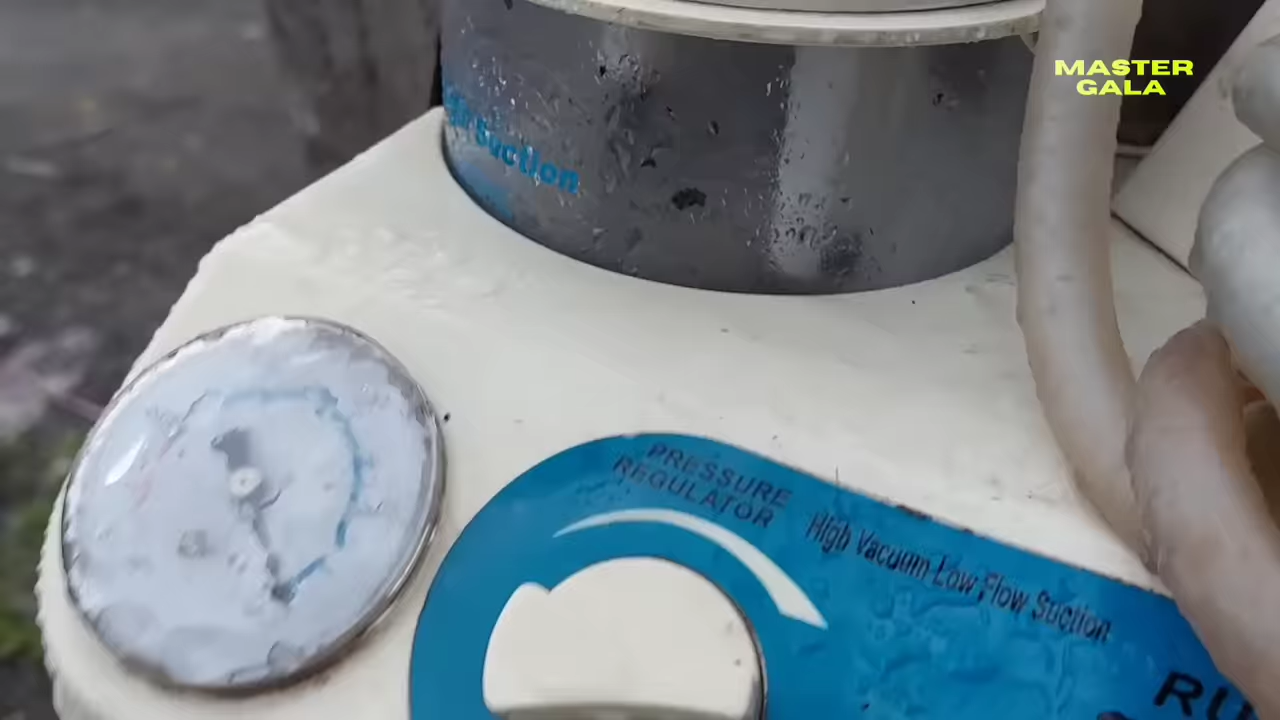 MASTER
GALA
Suction
PRESSURE
REGULATOR
High Vacuum Low Flow Suction